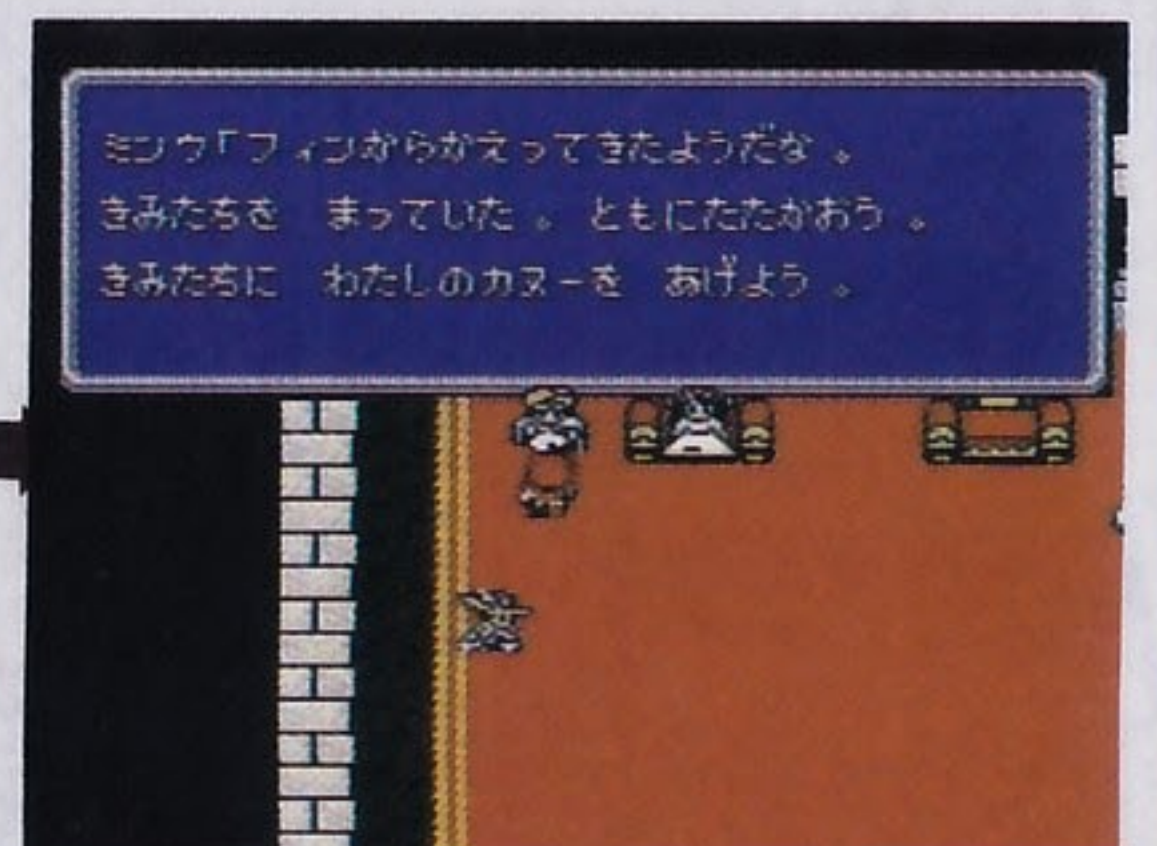 ミンウ「フィンからかえってきたようだな。
きみたちを　まっていた。ともにたたかおう。
きみたちに　わたしのカヌーを　あげよう。